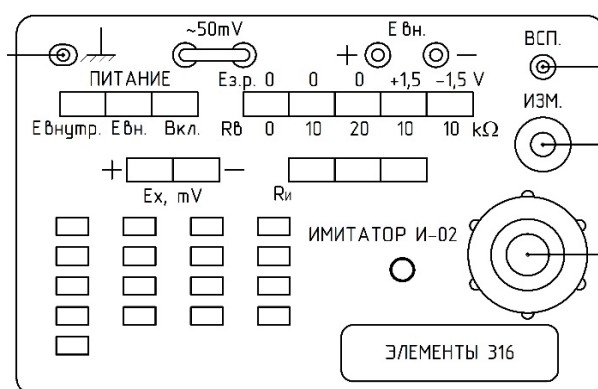 ~50mV
+ E вн. −
ВСП.
ПИТАНИЕ
Eз.р. 0 0 0 +1,5 −1,5 V
ИЗМ.
Евнутр. Евн. Вкл.
Rв 0 10 20 10 10 kΩ
+ −
Ex, mV
Rи
ИМИТАТОР И-02
ЭЛЕМЕНТЫ 316